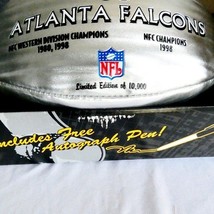 ATLANTA FALCONS
NFC WESTERN DIVISION CHAMPIONS
1980, 1998
NFC CHAMPIONS
1998
NFL
Limited Edition of 10,000
Includes Free
Autograph Pen!